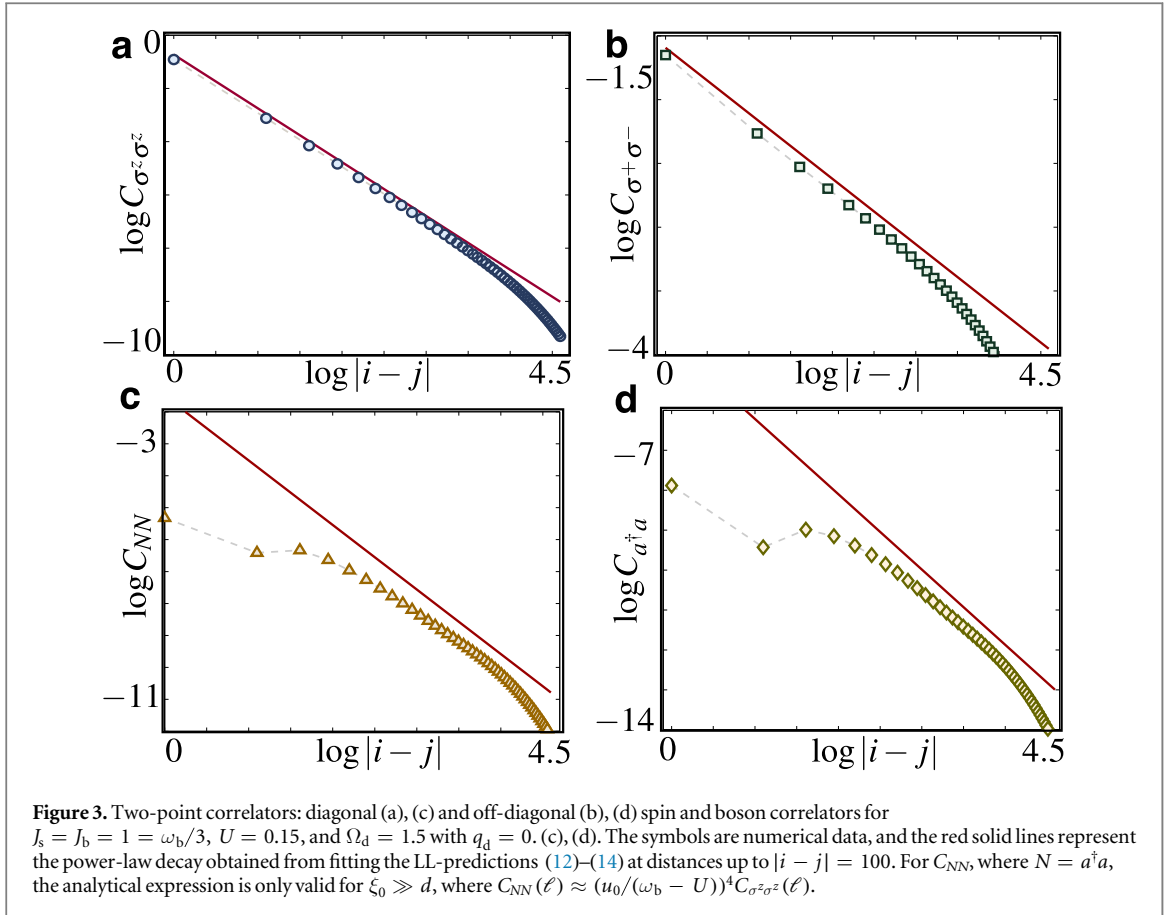 a
0
log C_{σ^z σ^z}
−10
0
log|i − j|
4.5
b
−1.5
log C_{σ^+ σ^−}
−4
0
log|i − j|
4.5
c
−3
log C_{NN}
−11
0
log|i − j|
4.5
d
−7
log C_{a^† a}
−14
0
log|i − j|
4.5
Figure 3. Two-point correlators: diagonal (a), (c) and off-diagonal (b), (d) spin and boson correlators for
J_s = J_b = 1 = ω_b/3, U = 0.15, and Ω_d = 1.5 with q_d = 0. (c), (d). The symbols are numerical data, and the red solid lines represent
the power-law decay obtained from fitting the LL-predictions (12)–(14) at distances up to |i − j| = 100. For C_{NN}, where N = a^†a,
the analytical expression is only valid for ξ_0 ≫ d, where C_{NN}(ℓ) ≈ (u_0/(ω_b − U))^4 C_{σ^z σ^z}(ℓ).